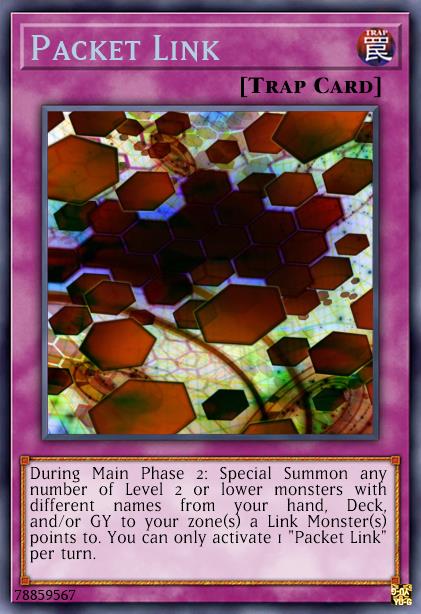 PACKET LINK
TRAP
罠
[TRAP CARD]
During Main Phase 2: Special Summon any
number of Level 2 or lower monsters with
different names from your hand, Deck,
and/or GY to your zone(s) a Link Monster(s)
points to. You can only activate 1 "Packet Link"
per turn.
78859567